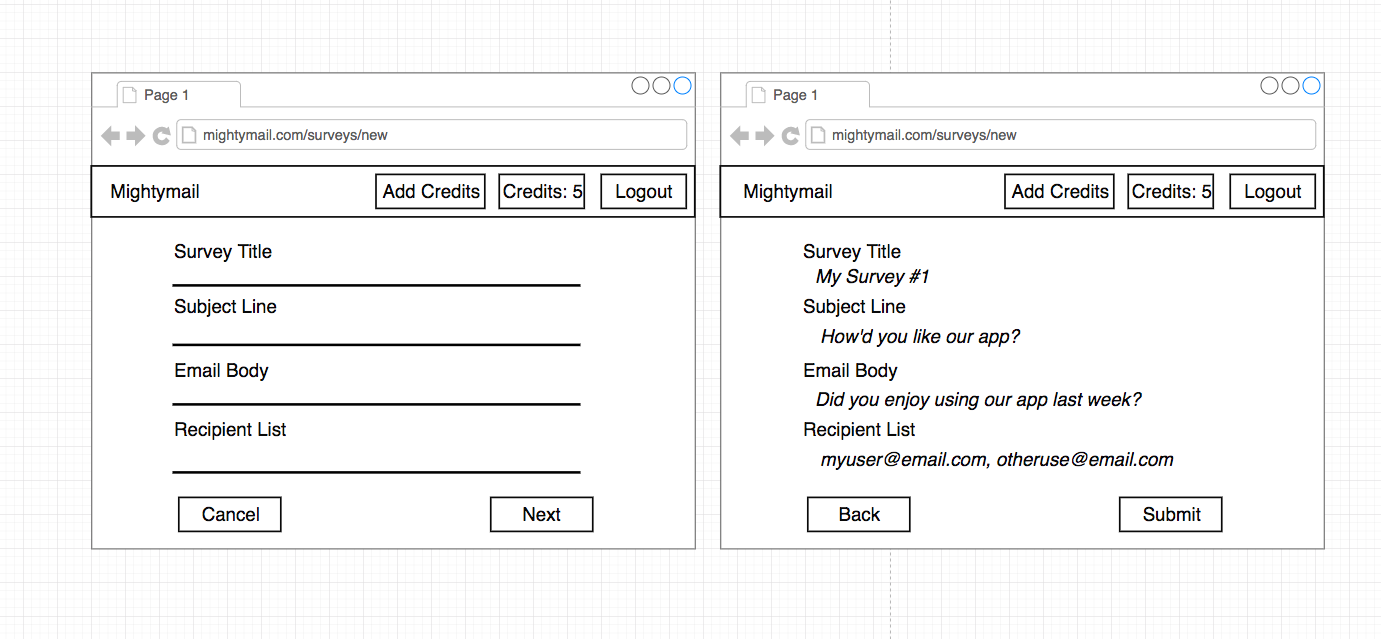 Page 1
mightymail.com/surveys/new
Mightymail Add Credits Credits: 5 Logout
Survey Title
Subject Line
Email Body
Recipient List
Cancel Next
Page 1
mightymail.com/surveys/new
Mightymail Add Credits Credits: 5 Logout
Survey Title
My Survey #1
Subject Line
How'd you like our app?
Email Body
Did you enjoy using our app last week?
Recipient List
myuser@email.com, otheruse@email.com
Back Submit